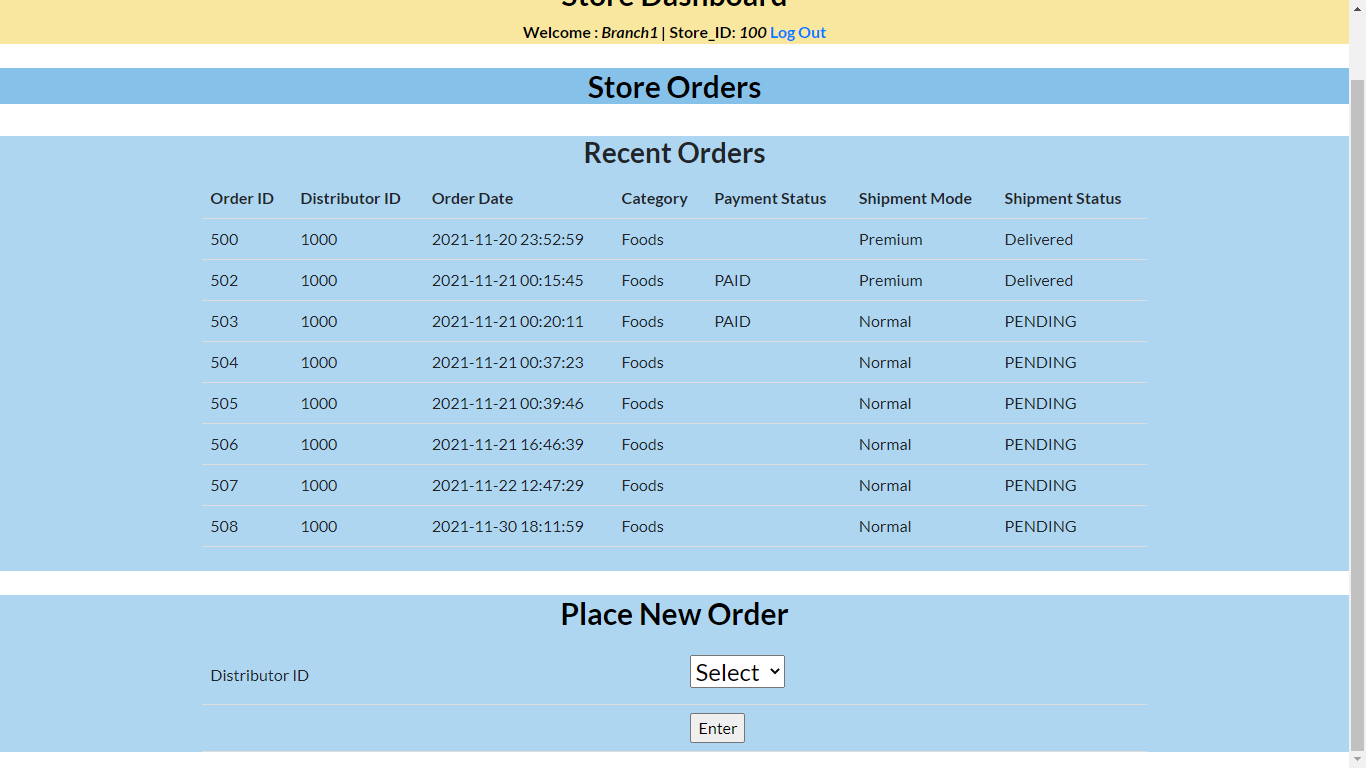 Store Dashboard
Welcome : Branch1 | Store_ID: 100 Log Out
Store Orders
Recent Orders
Order ID Distributor ID Order Date Category Payment Status Shipment Mode Shipment Status
500 1000 2021-11-20 23:52:59 Foods Premium Delivered
502 1000 2021-11-21 00:15:45 Foods PAID Premium Delivered
503 1000 2021-11-21 00:20:11 Foods PAID Normal PENDING
504 1000 2021-11-21 00:37:23 Foods Normal PENDING
505 1000 2021-11-21 00:39:46 Foods Normal PENDING
506 1000 2021-11-21 16:46:39 Foods Normal PENDING
507 1000 2021-11-22 12:47:29 Foods Normal PENDING
508 1000 2021-11-30 18:11:59 Foods Normal PENDING
Place New Order
Distributor ID Select
Enter